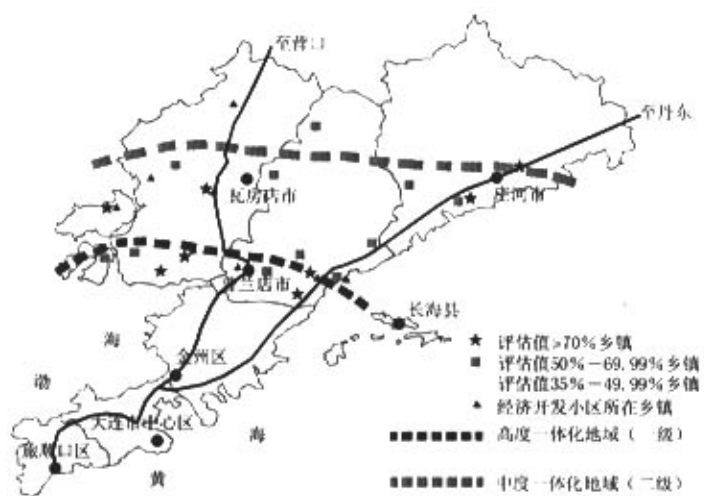 至营口
至丹东
瓦房店市
庄河市
普兰店市
长海县
金州区
渤
海
大连市中心区
旅顺口区
黄
海
评估值>70%乡镇
评估值50%-69.99%乡镇
评估值35%-49.99%乡镇
经济开发小区所在乡镇
高度一体化地域(一级)
中度一体化地域(二级)